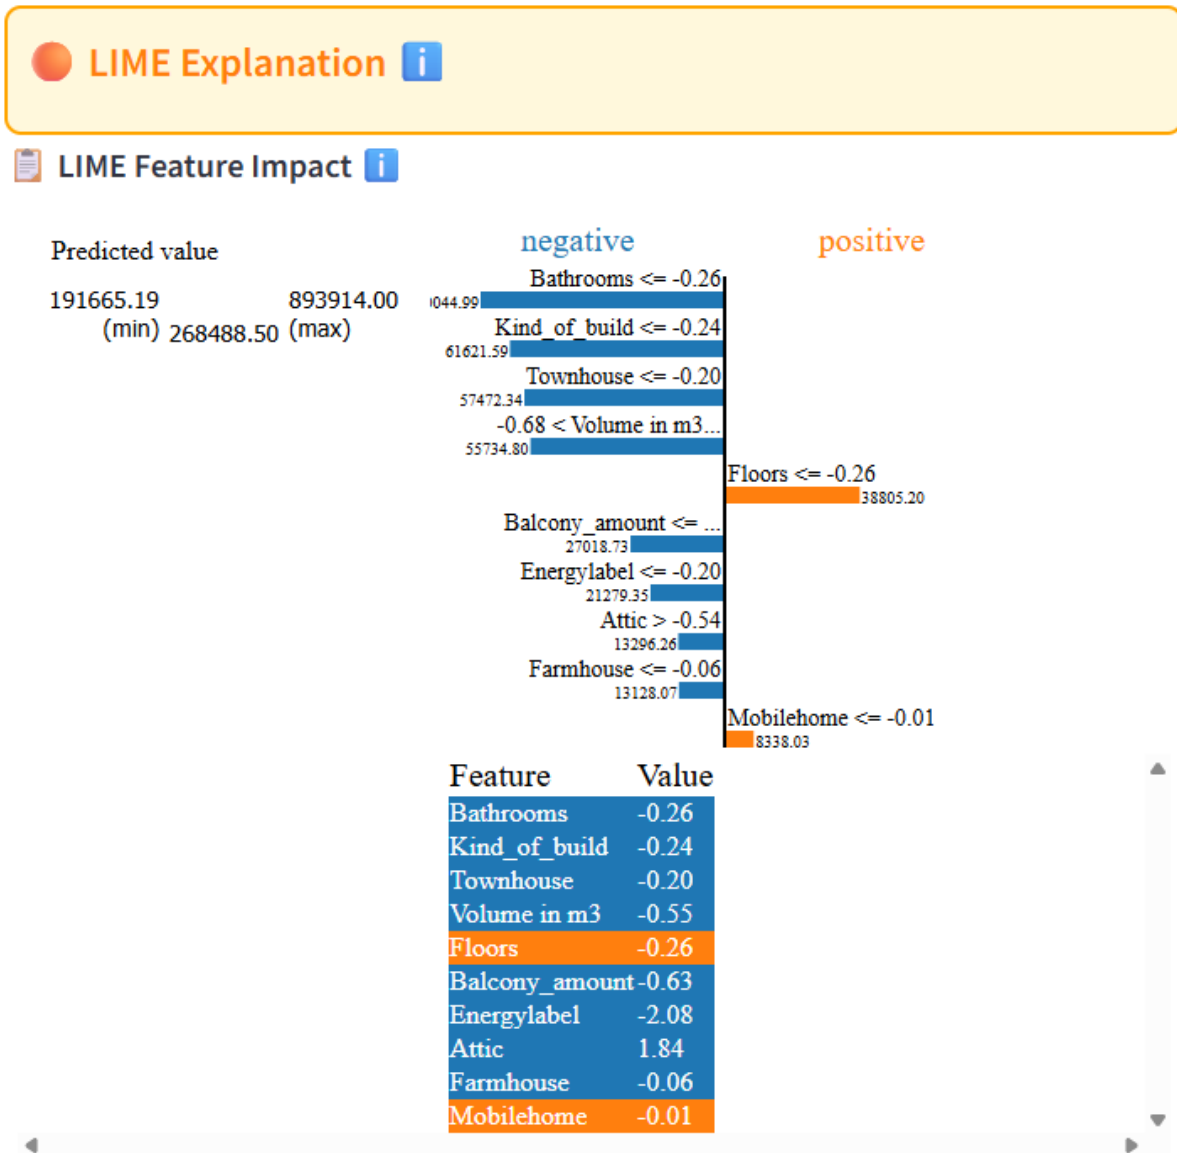 LIME Explanation
LIME Feature Impact
Predicted value
191665.19
(min)
268488.50
893914.00
(max)
negative
positive
Bathrooms <= -0.26
044.99
Kind_of_build <= -0.24
61621.59
Townhouse <= -0.20
57472.34
-0.68 < Volume in m3...
55734.80
Floors <= -0.26
38805.20
Balcony_amount <= ...
27018.73
Energylabel <= -0.20
21279.35
Attic > -0.54
13296.26
Farmhouse <= -0.06
13128.07
Mobilehome <= -0.01
8338.03
Feature Value
Bathrooms -0.26
Kind_of_build -0.24
Townhouse -0.20
Volume in m3 -0.55
Floors -0.26
Balcony_amount -0.63
Energylabel -2.08
Attic 1.84
Farmhouse -0.06
Mobilehome -0.01